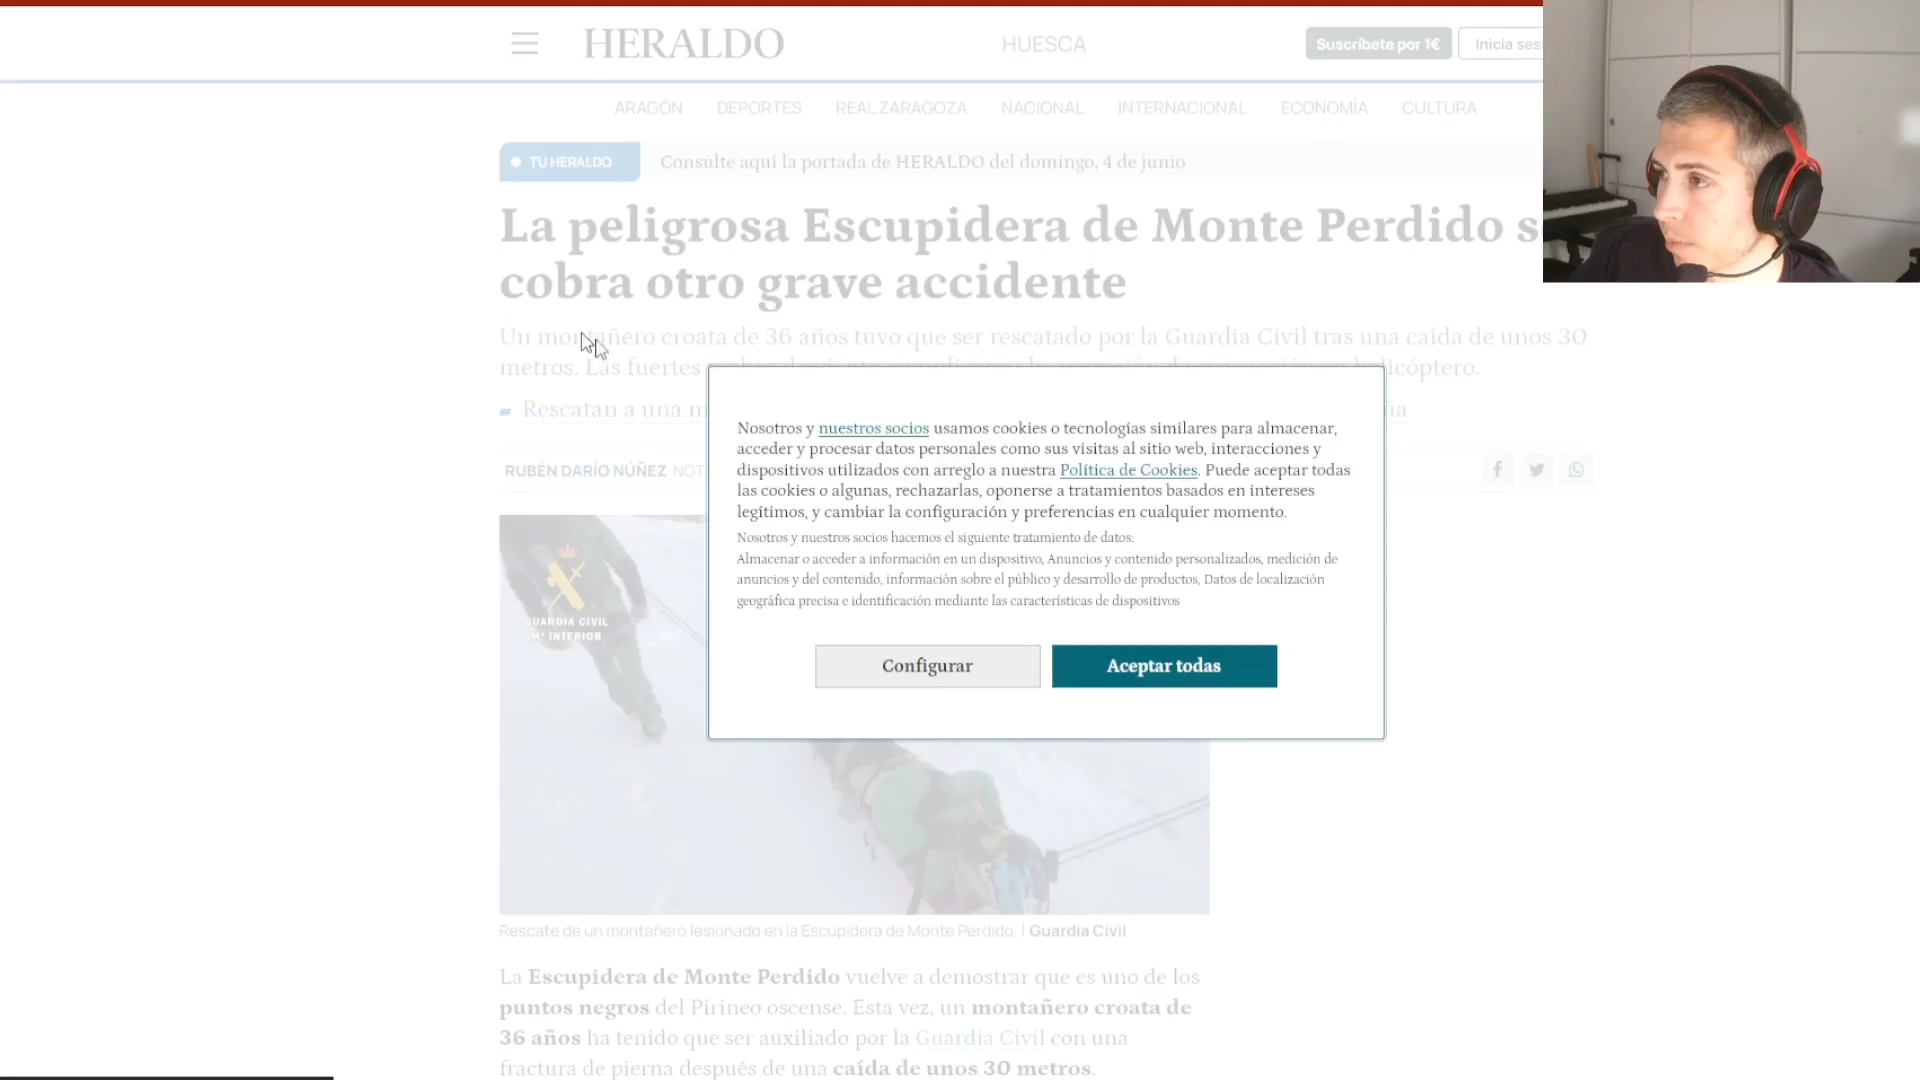 HERALDO
HUESCA
Suscríbete por 1€
Inicia ses
ARAGÓN DEPORTES REAL ZARAGOZA NACIONAL INTERNACIONAL ECONOMÍA CULTURA
TU HERALDO
Consulte aquí la portada de HERALDO del domingo, 4 de junio
La peligrosa Escupidera de Monte Perdido s
cobra otro grave accidente
Un montañero croata de 36 años tuvo que ser rescatado por la Guardia Civil tras una caída de unos 30
metros. Las fuertes
Rescatan a una m
RUBÉN DARÍO NÚÑEZ NOT
Nosotros y nuestros socios usamos cookies o tecnologías similares para almacenar,
acceder y procesar datos personales como sus visitas al sitio web, interacciones y
dispositivos utilizados con arreglo a nuestra Política de Cookies. Puede aceptar todas
las cookies o algunas, rechazarlas, oponerse a tratamientos basados en intereses
legítimos, y cambiar la configuración y preferencias en cualquier momento.
Nosotros y nuestros socios hacemos el siguiente tratamiento de datos:
Almacenar o acceder a información en un dispositivo, Anuncios y contenido personalizados, medición de
anuncios y del contenido, información sobre el público y desarrollo de productos, Datos de localización
geográfica precisa e identificación mediante las características de dispositivos
Configurar
Aceptar todas
GUARDIA CIVIL
Mº INTERIOR
Rescate de un montañero lesionado en la Escupidera de Monte Perdido. | Guardia Civil
La Escupidera de Monte Perdido vuelve a demostrar que es uno de los
puntos negros del Pirineo oscense. Esta vez, un montañero croata de
36 años ha tenido que ser auxiliado por la Guardia Civil con una
fractura de pierna después de una caída de unos 30 metros.